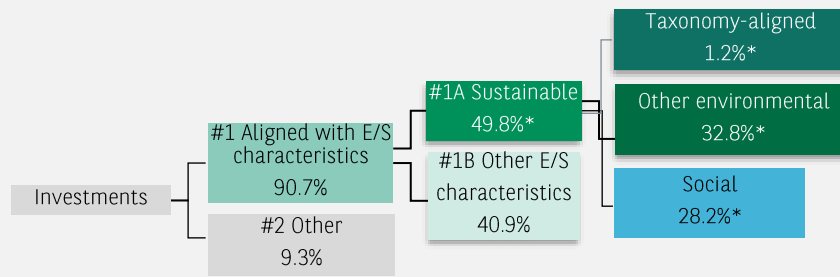 Investments
#1 Aligned with E/S
characteristics
90.7%
#2 Other
9.3%
#1A Sustainable
49.8%*
#1B Other E/S
characteristics
40.9%
Taxonomy-aligned
1.2%*
Other environmental
32.8%*
Social
28.2%*